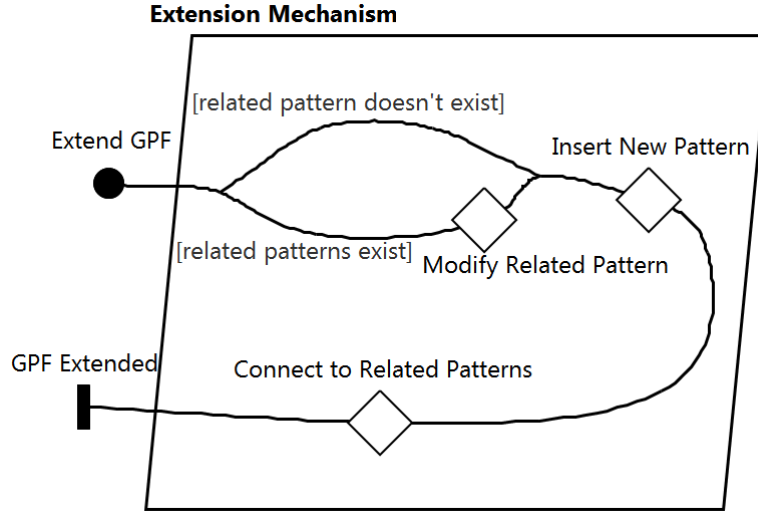 Extension Mechanism
[related pattern doesn't exist]
Extend GPF
Insert New Pattern
[related patterns exist]
Modify Related Pattern
GPF Extended
Connect to Related Patterns